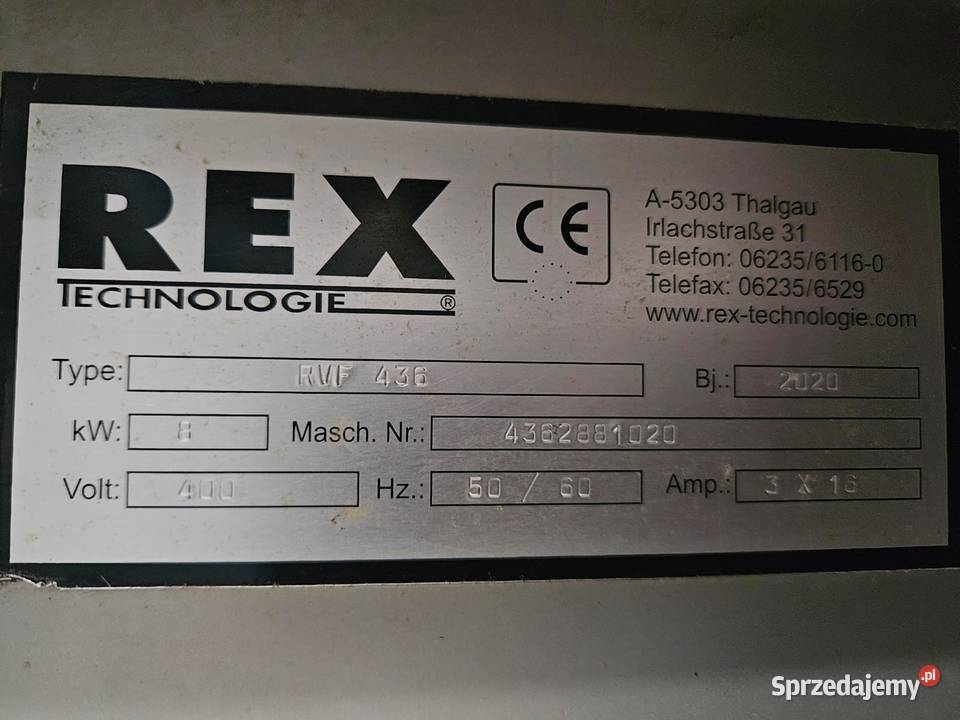 REX
TECHNOLOGIE®
CE
A-5303 Thalgau
Irlachstraße 31
Telefon: 06235/6116-0
Telefax: 06235/6529
www.rex-technologie.com
Type: RVF 436
Bj.: 2020
kW: 8
Masch. Nr.: 4362881020
Volt: 400
Hz.: 50 / 60
Amp.: 3 X 16
Sprzedajemy.pl